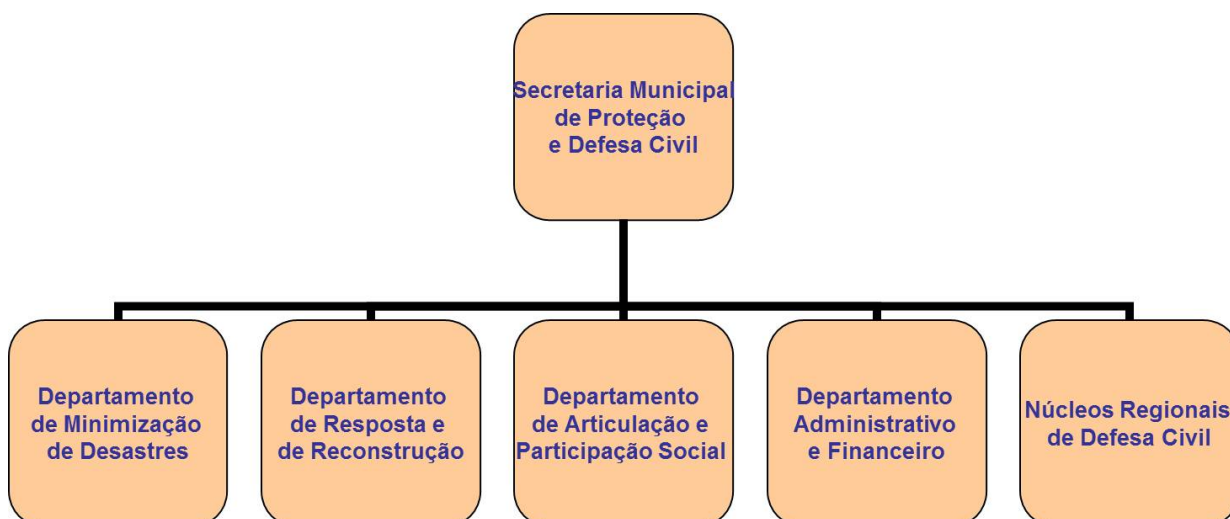 Secretaria Municipal
de Proteção
e Defesa Civil
Departamento
de Minimização
de Desastres
Departamento
de Resposta e
de Reconstrução
Departamento
de Articulação e
Participação Social
Departamento
Administrativo
e Financeiro
Núcleos Regionais
de Defesa Civil